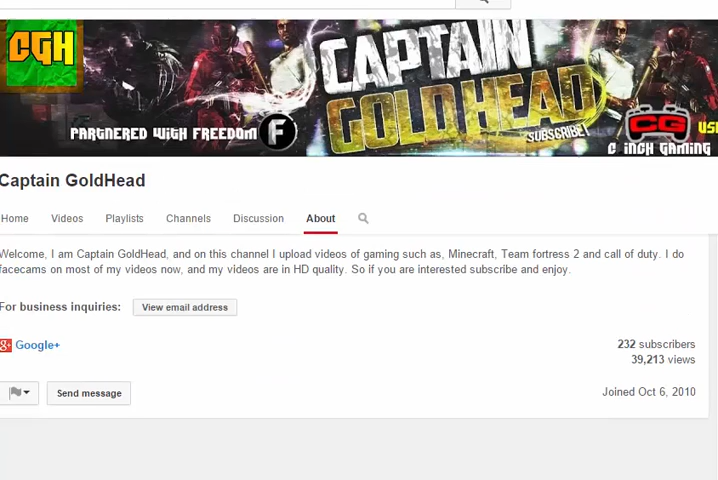 CGH
CAPTAIN
GOLDHEAD
SUBSCRIBE!
PARTNERED WITH FREEDOM F
CG
C INCH GAMING
Captain GoldHead
Home Videos Playlists Channels Discussion About
Welcome, I am Captain GoldHead, and on this channel I upload videos of gaming such as, Minecraft, Team fortress 2 and call of duty. I do
facecams on most of my videos now, and my videos are in HD quality. So if you are interested subscribe and enjoy.
For business inquiries: View email address
g+ Google+
232 subscribers
39,213 views
Send message
Joined Oct 6, 2010